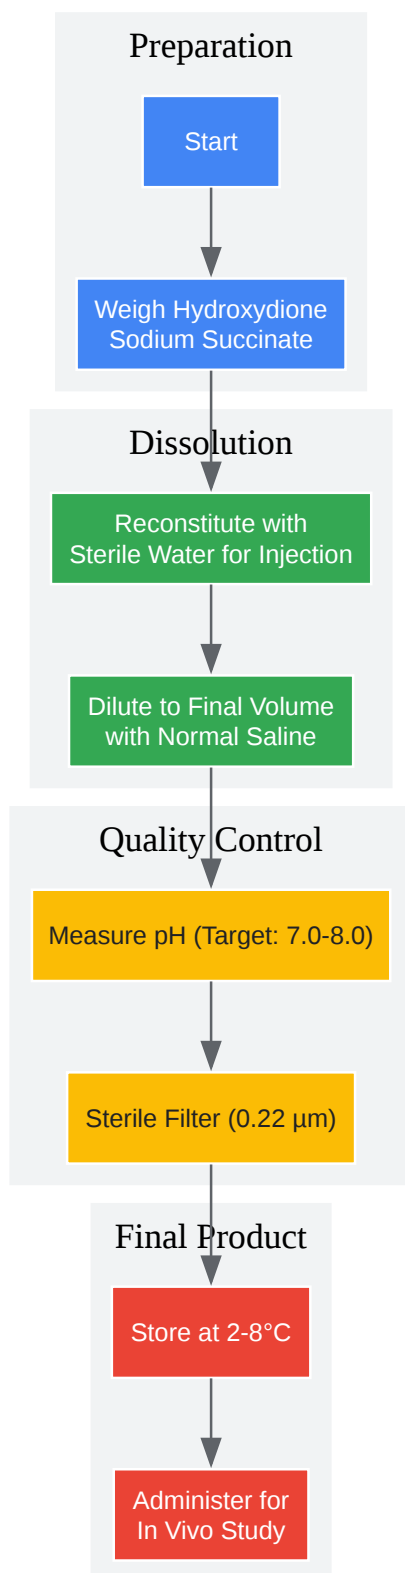 Preparation
Start
Weigh Hydroxydione
Sodium Succinate
Dissolution
Reconstitute with
Sterile Water for Injection
Dilute to Final Volume
with Normal Saline
Quality Control
Measure pH (Target: 7.0-8.0)
Sterile Filter (0.22 µm)
Final Product
Store at 2-8°C
Administer for
In Vivo Study